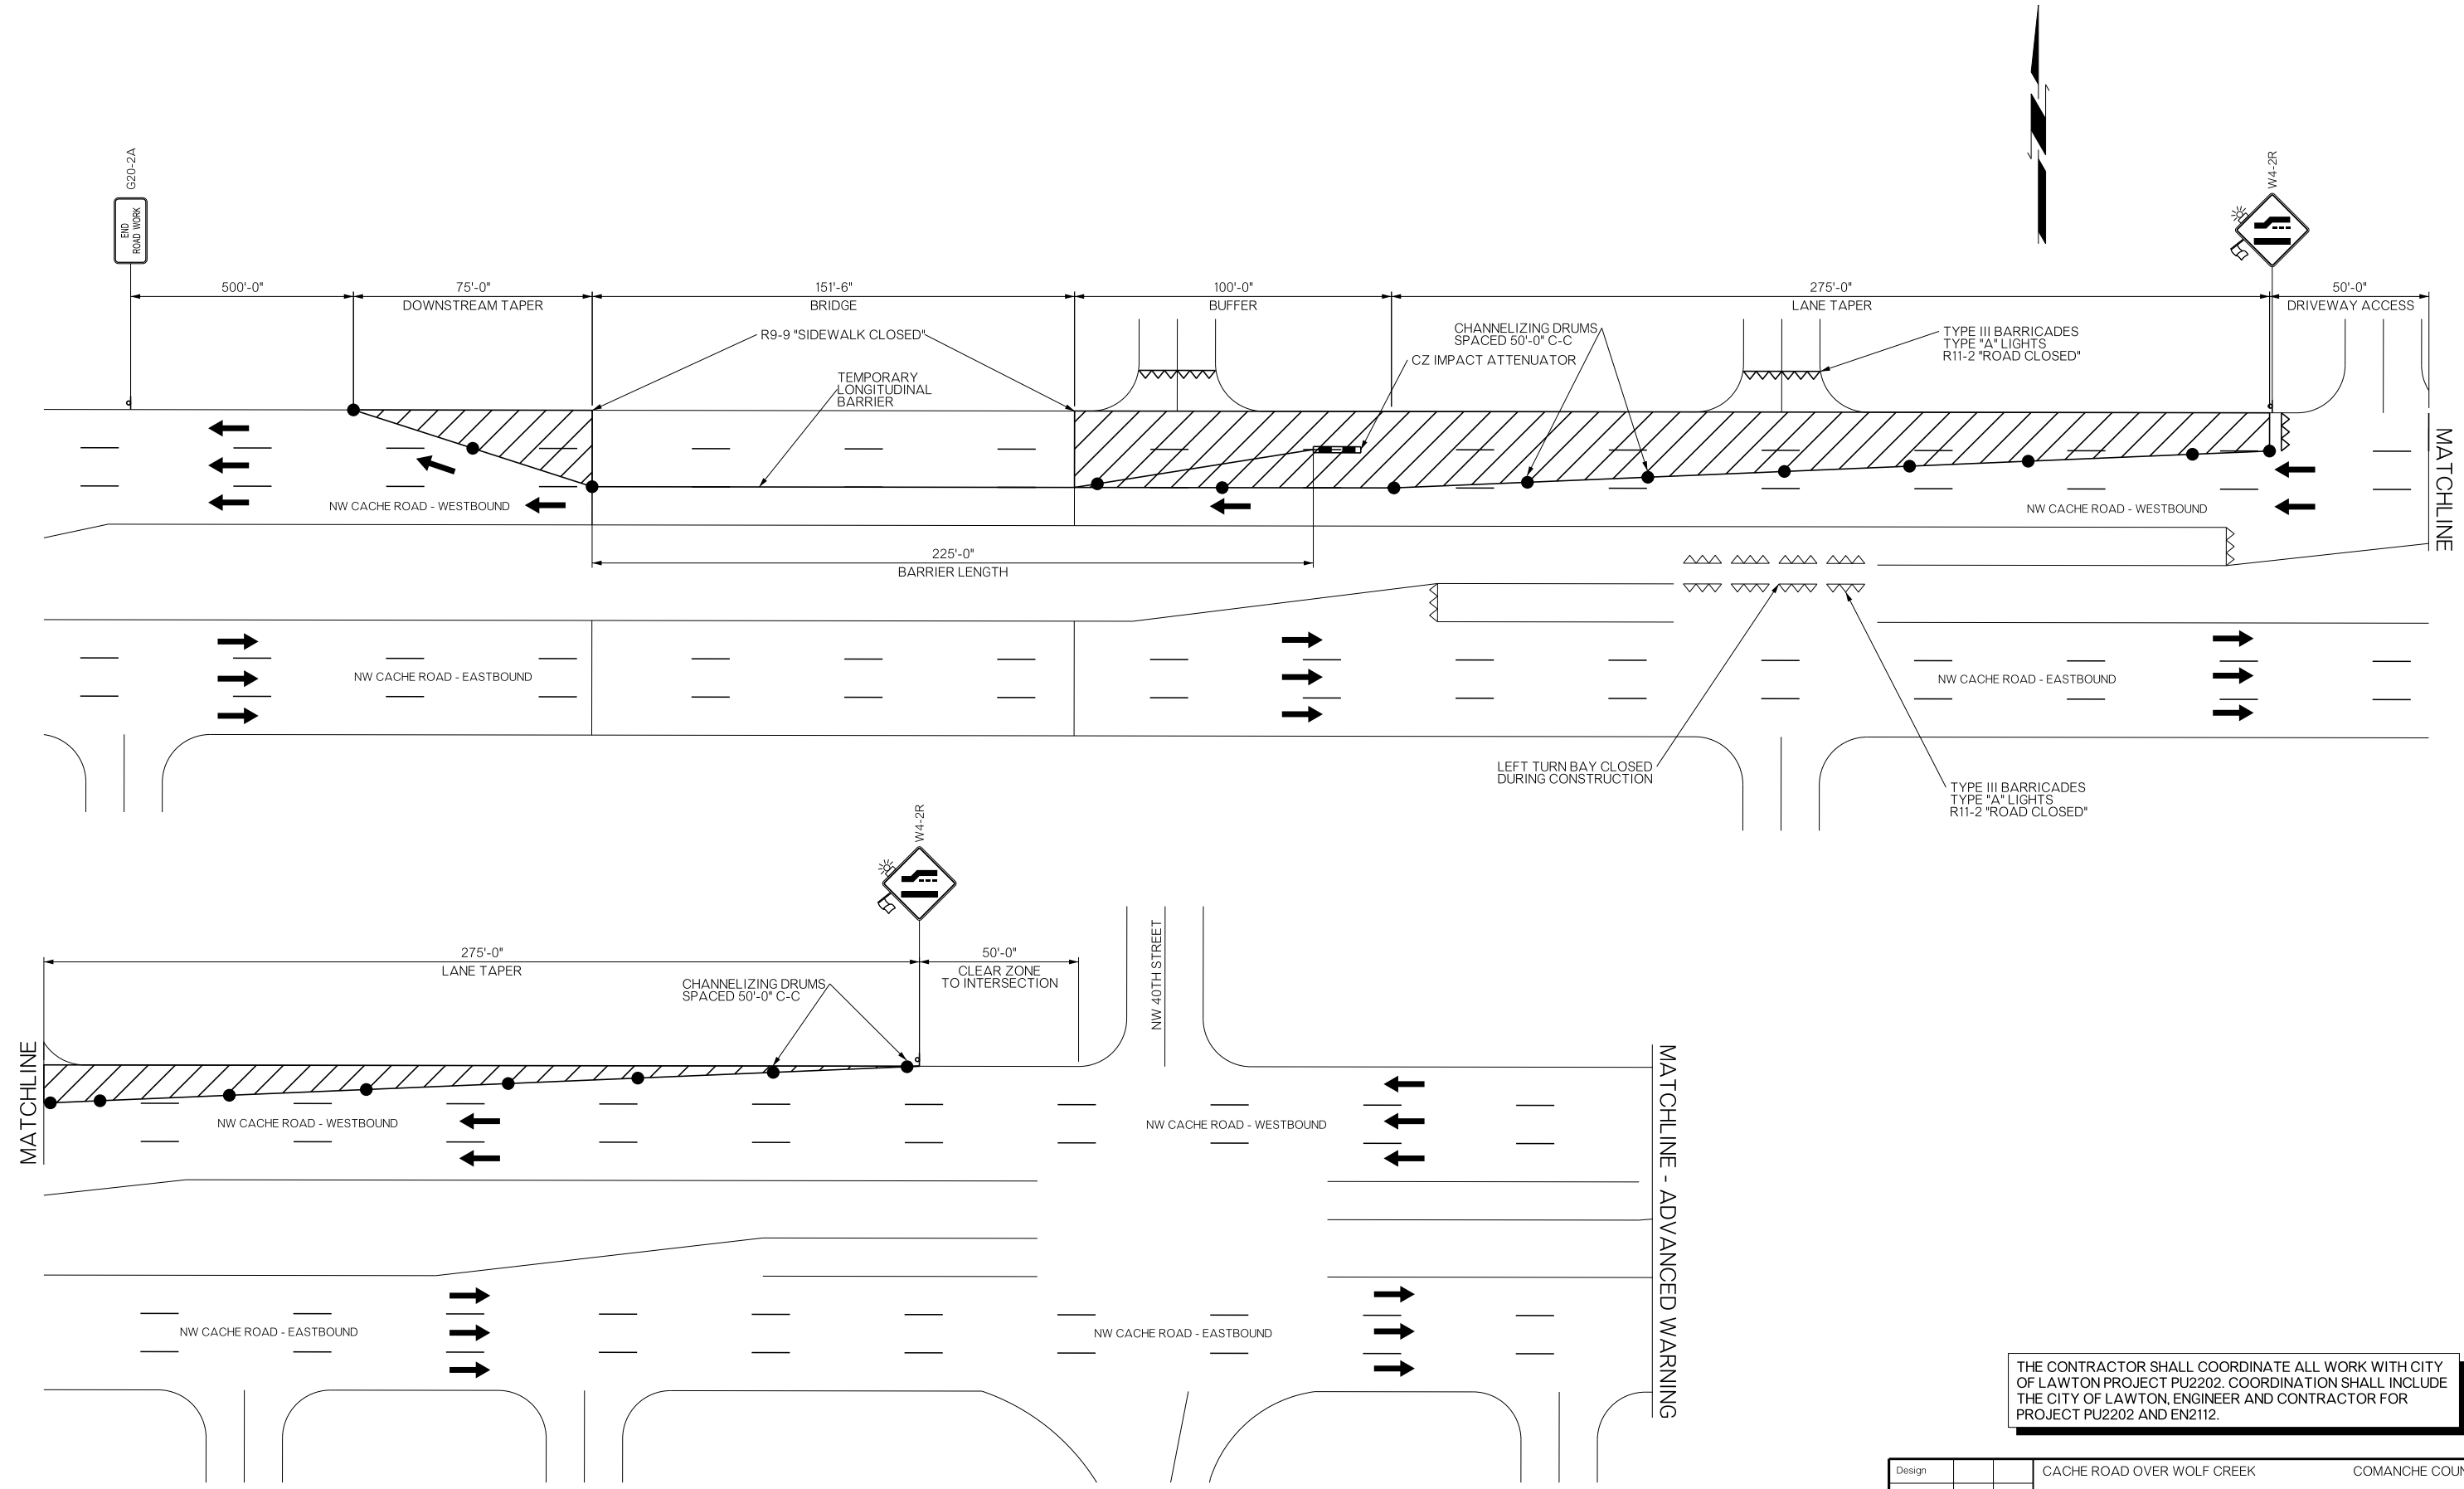 G20-2A
END
ROAD WORK
W4-2R
500'-0"
75'-0"
DOWNSTREAM TAPER
151'-6"
BRIDGE
100'-0"
BUFFER
275'-0"
LANE TAPER
50'-0"
DRIVEWAY ACCESS
R9-9 "SIDEWALK CLOSED"
TEMPORARY
LONGITUDINAL
BARRIER
CHANNELIZING DRUMS
SPACED 50'-0" C-C
CZ IMPACT ATTENUATOR
TYPE III BARRICADES
TYPE "A" LIGHTS
R11-2 "ROAD CLOSED"
NW CACHE ROAD - WESTBOUND
NW CACHE ROAD - WESTBOUND
MATCHLINE
225'-0"
BARRIER LENGTH
NW CACHE ROAD - EASTBOUND
NW CACHE ROAD - EASTBOUND
LEFT TURN BAY CLOSED
DURING CONSTRUCTION
TYPE III BARRICADES
TYPE "A" LIGHTS
R11-2 "ROAD CLOSED"
W4-2R
275'-0"
LANE TAPER
50'-0"
CLEAR ZONE
TO INTERSECTION
CHANNELIZING DRUMS
SPACED 50'-0" C-C
NW 40TH STREET
MATCHLINE
NW CACHE ROAD - WESTBOUND
NW CACHE ROAD - WESTBOUND
MATCHLINE - ADVANCED WARNING
NW CACHE ROAD - EASTBOUND
NW CACHE ROAD - EASTBOUND
THE CONTRACTOR SHALL COORDINATE ALL WORK WITH CITY
OF LAWTON PROJECT PU2202. COORDINATION SHALL INCLUDE
THE CITY OF LAWTON, ENGINEER AND CONTRACTOR FOR
PROJECT PU2202 AND EN2112.
Design
CACHE ROAD OVER WOLF CREEK
COMANCHE